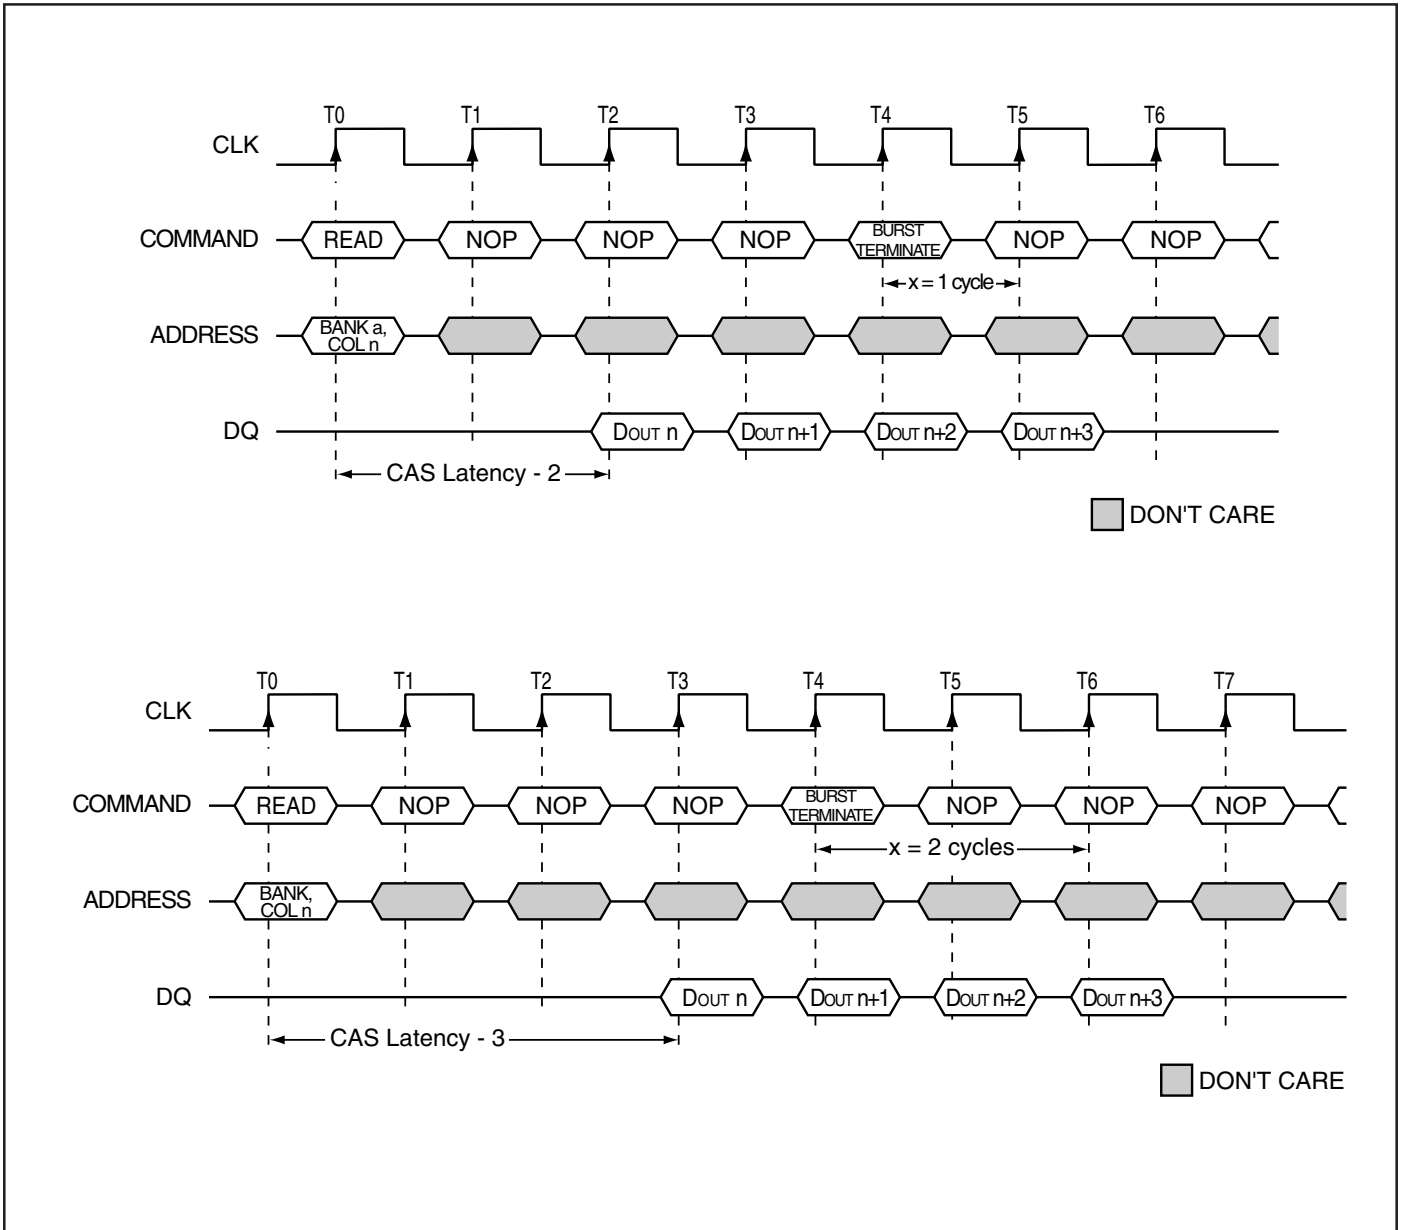 T0 T1 T2 T3 T4 T5 T6
CLK
COMMAND READ NOP NOP NOP BURST TERMINATE NOP NOP
x = 1 cycle
ADDRESS BANK a, COL n
DQ DOUT n DOUT n+1 DOUT n+2 DOUT n+3
CAS Latency - 2
DON'T CARE
T0 T1 T2 T3 T4 T5 T6 T7
CLK
COMMAND READ NOP NOP NOP BURST TERMINATE NOP NOP NOP
x = 2 cycles
ADDRESS BANK, COL n
DQ DOUT n DOUT n+1 DOUT n+2 DOUT n+3
CAS Latency - 3
DON'T CARE